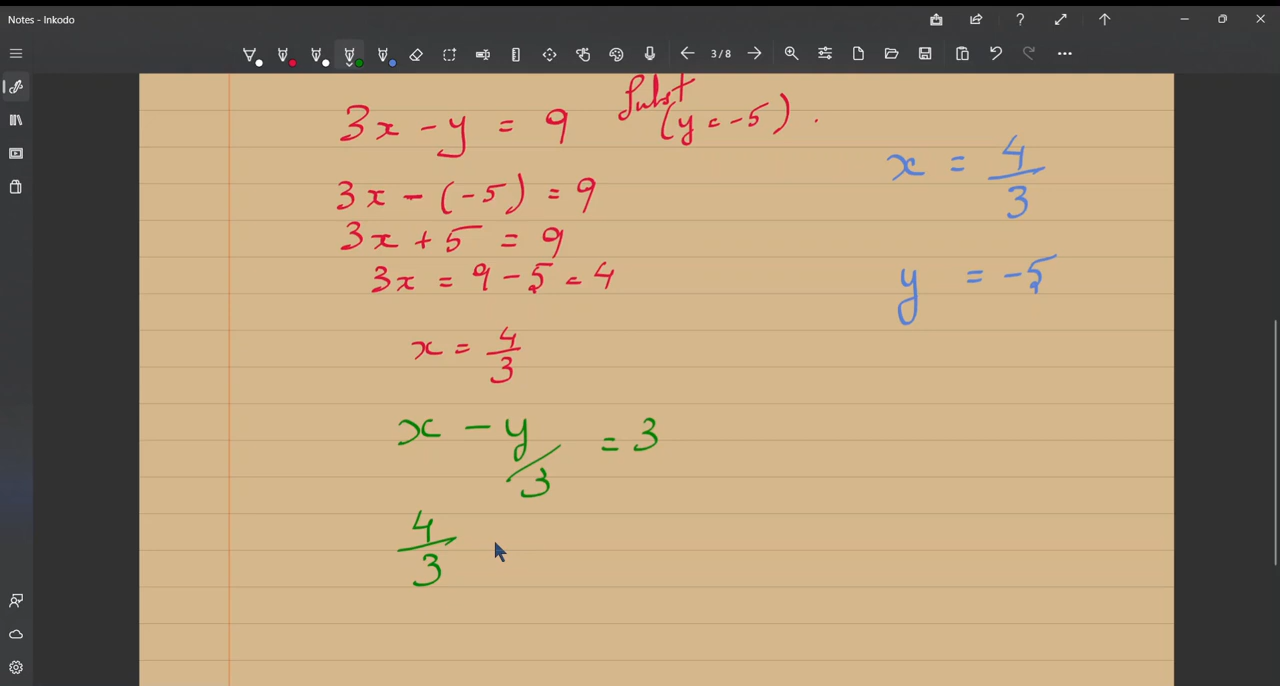 Notes - Inkodo
3/8
3x - y = 9 Subst (y = -5).
3x - (-5) = 9
3x + 5 = 9
3x = 9 - 5 = 4
x = 4/3
x - y/3 = 3
4/3
x = 4/3
y = -5